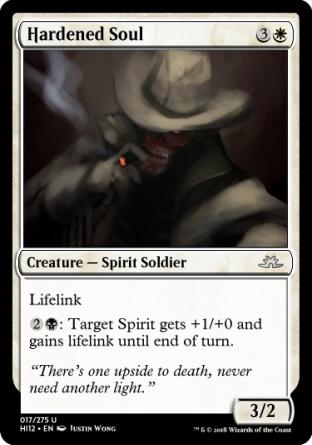 Hardened Soul 3
Creature — Spirit Soldier
Lifelink
2: Target Spirit gets +1/+0 and
gains lifelink until end of turn.
“There's one upside to death, never
need another light.”
3/2
017/275 U
HI12 • EN Justin Wong
™ & © 2018 Wizards of the Coast